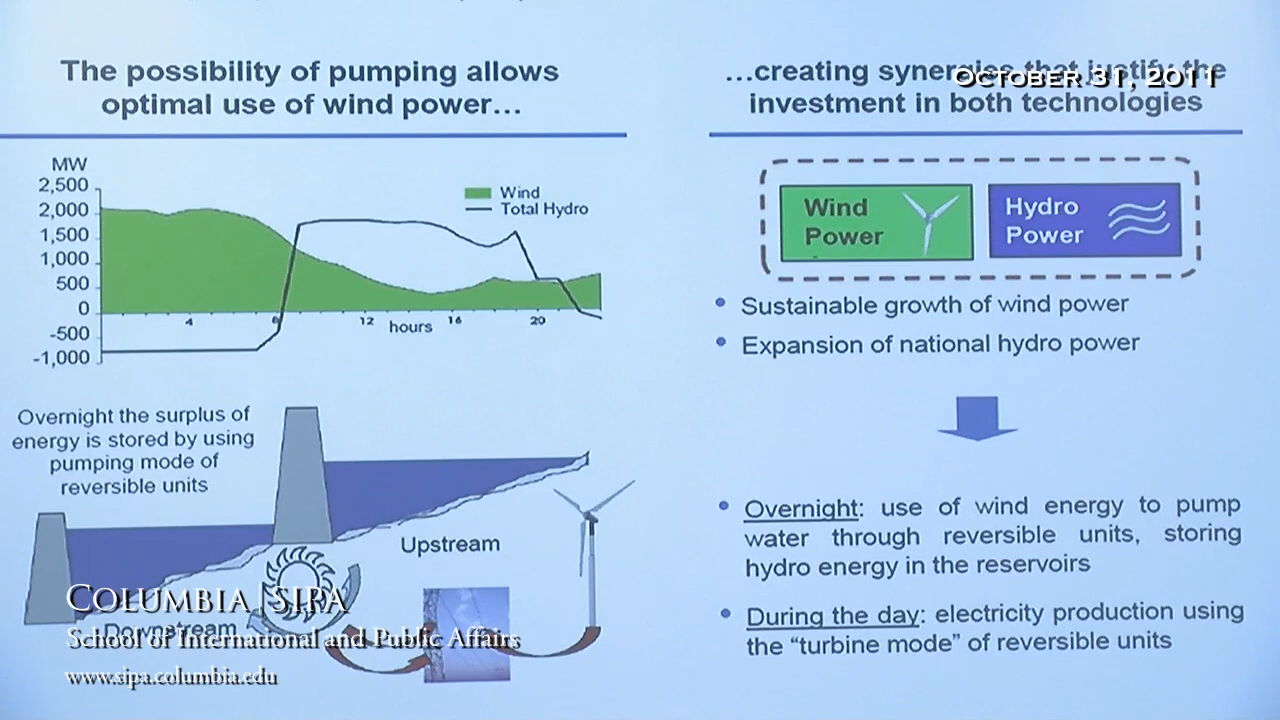 The possibility of pumping allows
optimal use of wind power…
…creating synergies that justify the
investment in both technologies
OCTOBER 31, 2011
MW
2,500
2,000
1,500
1,000
500
0
-500
-1,000
Wind
Total Hydro
4
8
12
16
20
hours
Wind
Power
Hydro
Power
• Sustainable growth of wind power
• Expansion of national hydro power
Overnight the surplus of
energy is stored by using
pumping mode of
reversible units
Upstream
Downstream
• Overnight: use of wind energy to pump
water through reversible units, storing
hydro energy in the reservoirs
• During the day: electricity production using
the “turbine mode” of reversible units
COLUMBIA | SIPA
School of International and Public Affairs
www.sipa.columbia.edu